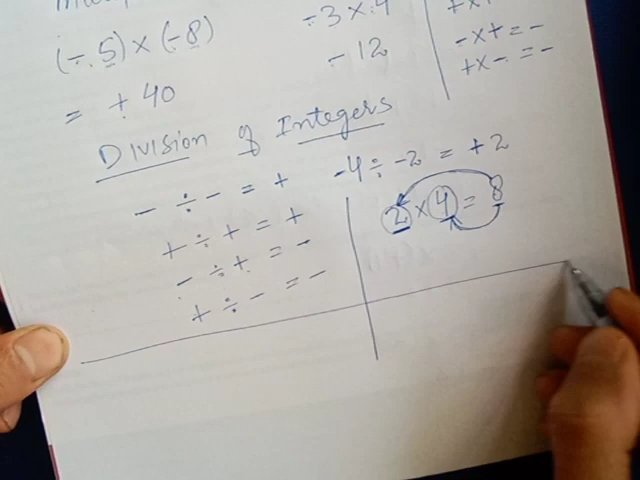 (-5) × (-8)
= + 40
-3 × 4
- 12
- × + = -
+ × - = -
Division of Integers
- ÷ - = +
+ ÷ + = +
- ÷ + = -
+ ÷ - = -
-4 ÷ -2 = +2
2 × 4 = 8